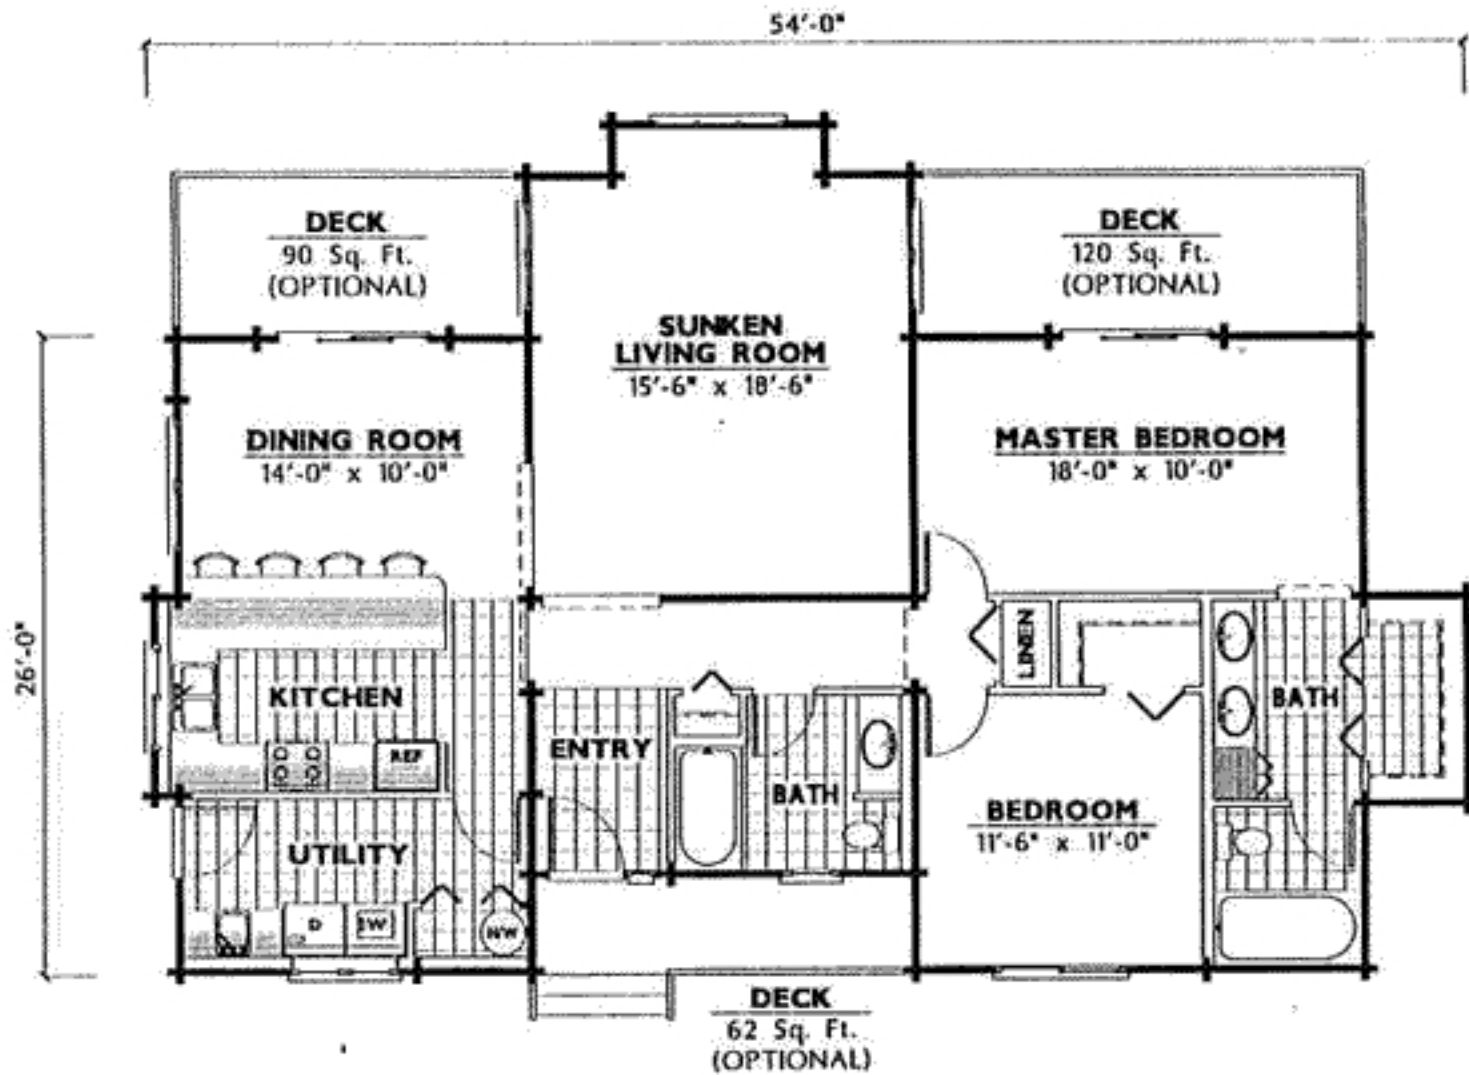 54'-0"
DECK
90 Sq. Ft.
(OPTIONAL)
DECK
120 Sq. Ft.
(OPTIONAL)
SUNKEN
LIVING ROOM
15'-6" x 18'-6"
DINING ROOM
14'-0" x 10'-0"
MASTER BEDROOM
18'-0" x 10'-0"
26'-0"
LINEN
KITCHEN
BATH
ENTRY
REF
BATH
BEDROOM
11'-6" x 11'-0"
UTILITY
D
W
HW
DECK
62 Sq. Ft.
(OPTIONAL)